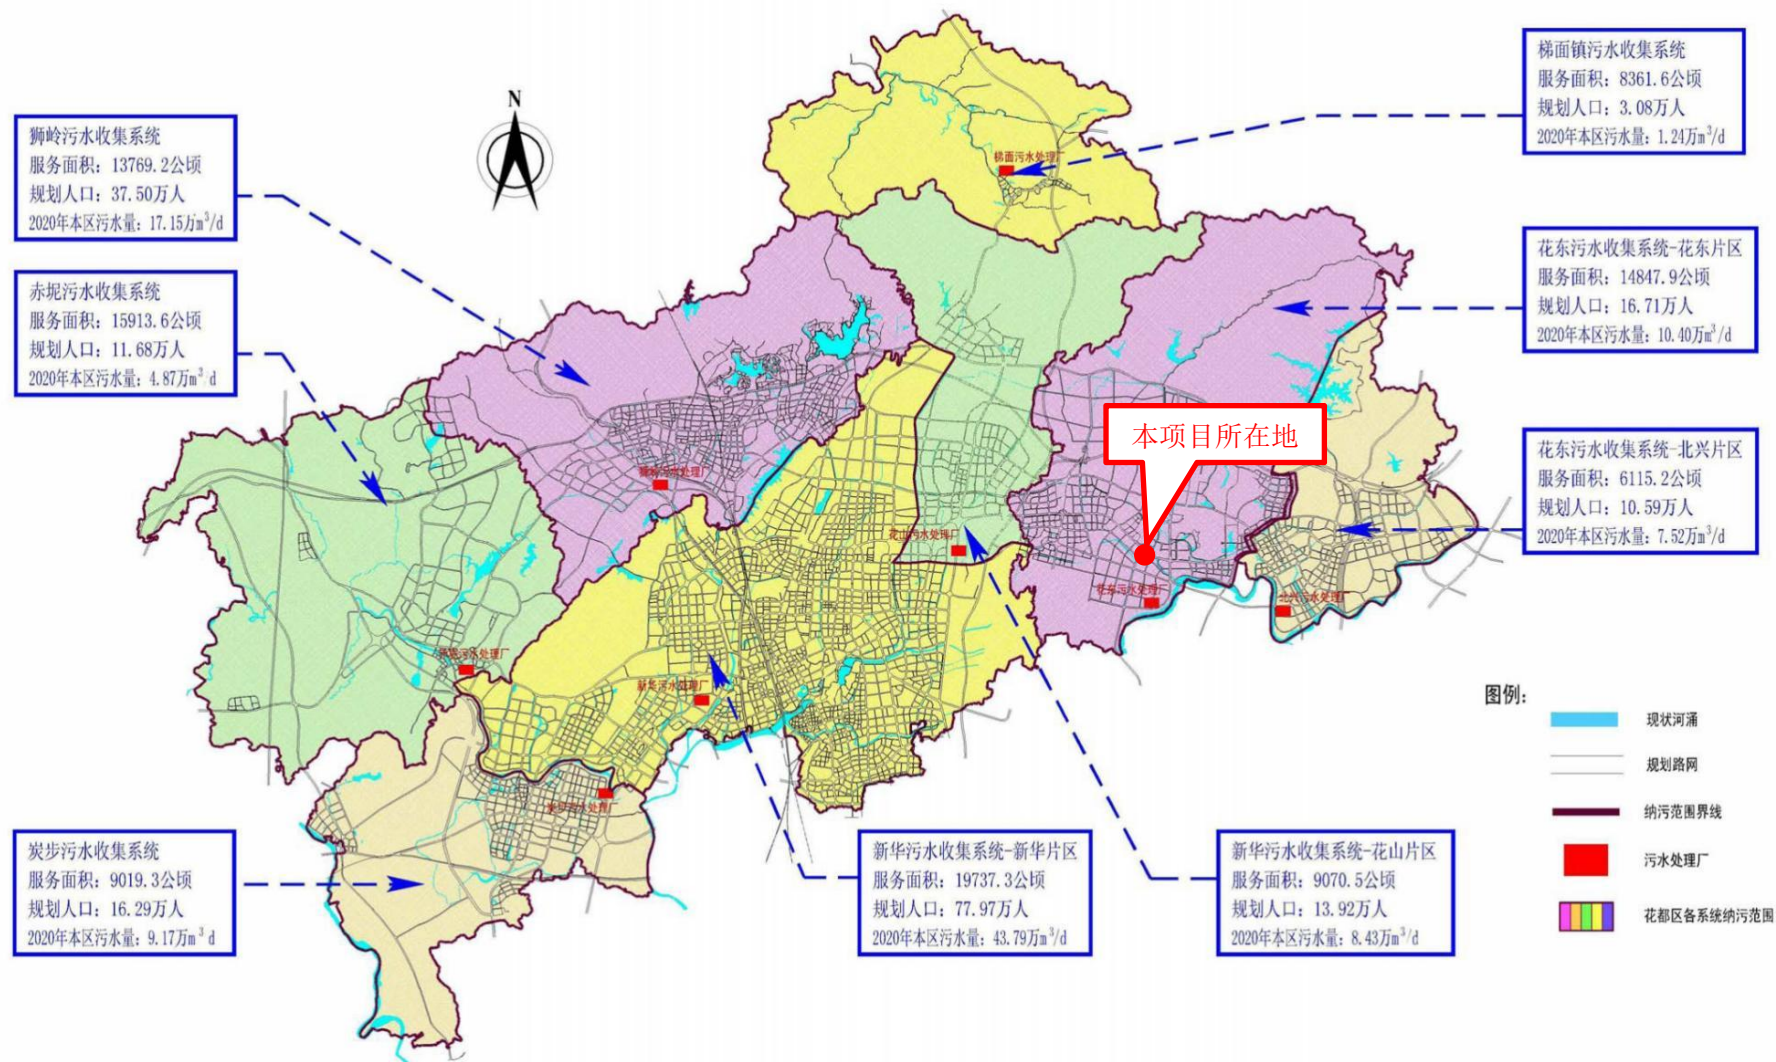 梯面镇污水收集系统
服务面积：8361.6公顷
规划人口：3.08万人
2020年本区污水量：1.24万m³/d
N
狮岭污水收集系统
服务面积：13769.2公顷
规划人口：37.50万人
2020年本区污水量：17.15万m³/d
梯面污水处理厂
花东污水收集系统-花东片区
服务面积：14847.9公顷
规划人口：16.71万人
2020年本区污水量：10.40万m³/d
赤坭污水收集系统
服务面积：15913.6公顷
规划人口：11.68万人
2020年本区污水量：4.87万m³/d
本项目所在地
花东污水收集系统-北兴片区
服务面积：6115.2公顷
规划人口：10.59万人
2020年本区污水量：7.52万m³/d
污水处理厂
花山污水处理厂
花东污水处理厂
北兴污水处理厂
污水处理厂
新华污水处理厂
污水处理厂
图例：
现状河涌
规划路网
纳污范围界线
污水处理厂
花都区各系统纳污范围
炭步污水收集系统
服务面积：9019.3公顷
规划人口：16.29万人
2020年本区污水量：9.17万m³ d
新华污水收集系统-新华片区
服务面积：19737.3公顷
规划人口：77.97万人
2020年本区污水量：43.79万m³/d
新华污水收集系统-花山片区
服务面积：9070.5公顷
规划人口：13.92万人
2020年本区污水量：8.43万m³/d